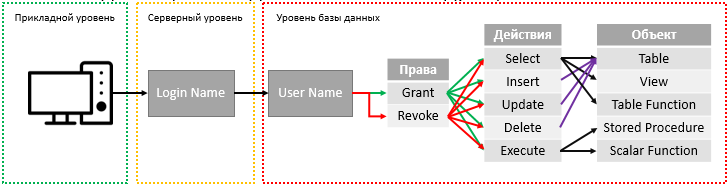 Прикладной уровень
Серверный уровень
Уровень базы данных
Login Name
User Name
Права
Grant
Revoke
Действия
Select
Insert
Update
Delete
Execute
Объект
Table
View
Table Function
Stored Procedure
Scalar Function